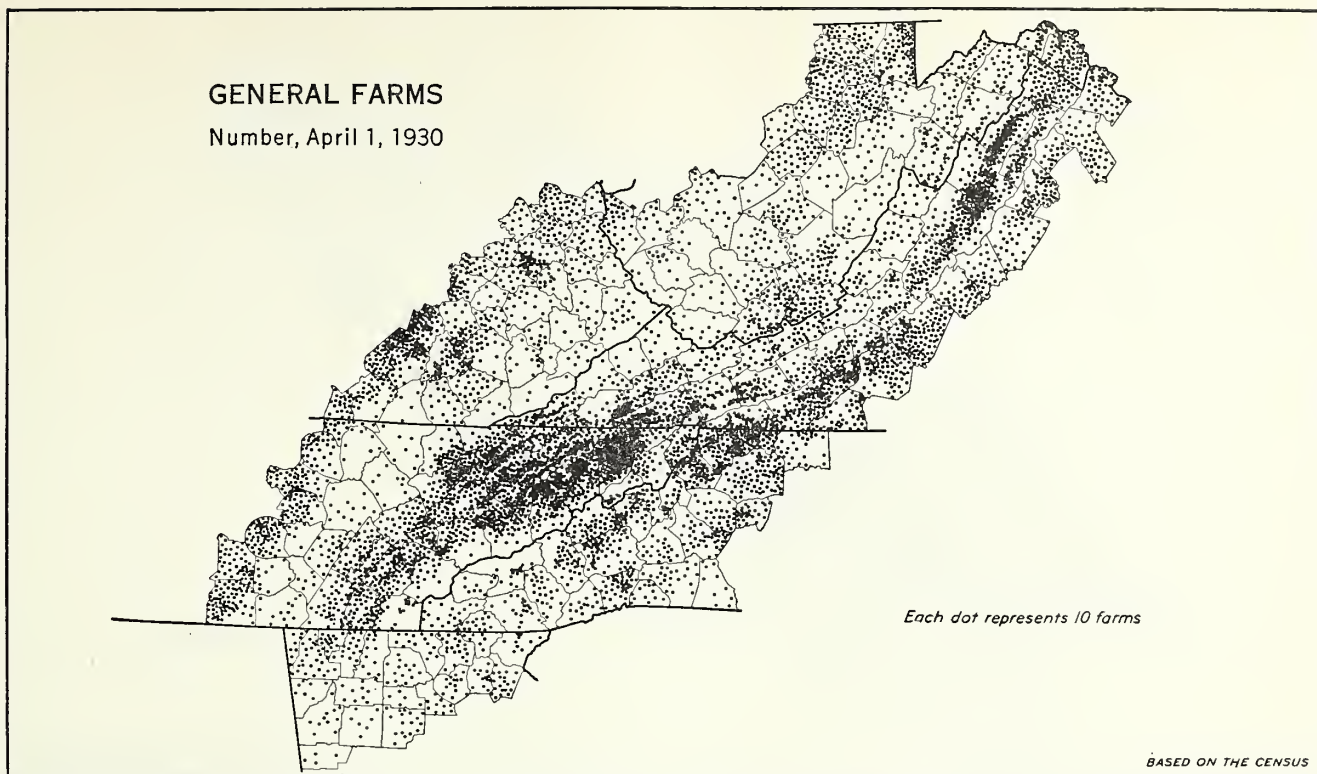 GENERAL FARMS
Number, April 1, 1930
Each dot represents 10 farms
BASED ON THE CENSUS